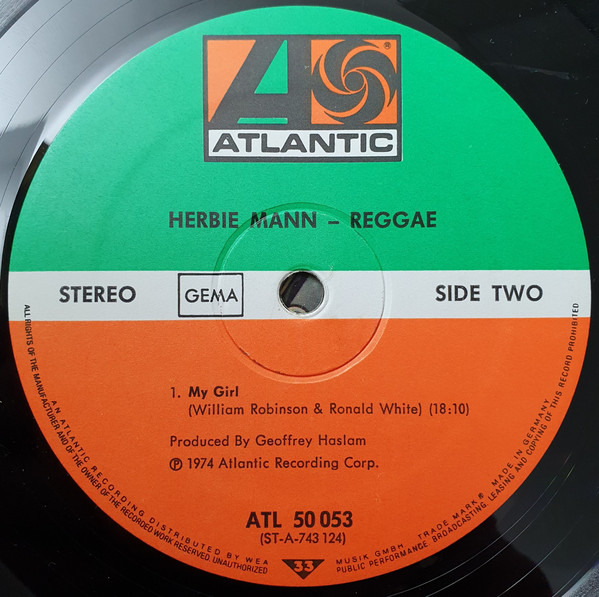 ATLANTIC
®
HERBIE MANN – REGGAE
STEREO
GEMA
SIDE TWO
1. My Girl
(William Robinson & Ronald White) (18:10)
Produced By Geoffrey Haslam
℗ 1974 Atlantic Recording Corp.
ATL 50 053
(ST-A-743 124)
33
AN ATLANTIC RECORDING DISTRIBUTED BY WEA MUSIK GMBH TRADE MARK ® MADE IN GERMANY
ALL RIGHTS OF THE MANUFACTURER AND OF THE OWNER OF THE RECORDED WORK RESERVED. UNAUTHORIZED PUBLIC PERFORMANCE BROADCASTING, LEASING AND COPYING OF THIS RECORD PROHIBITED